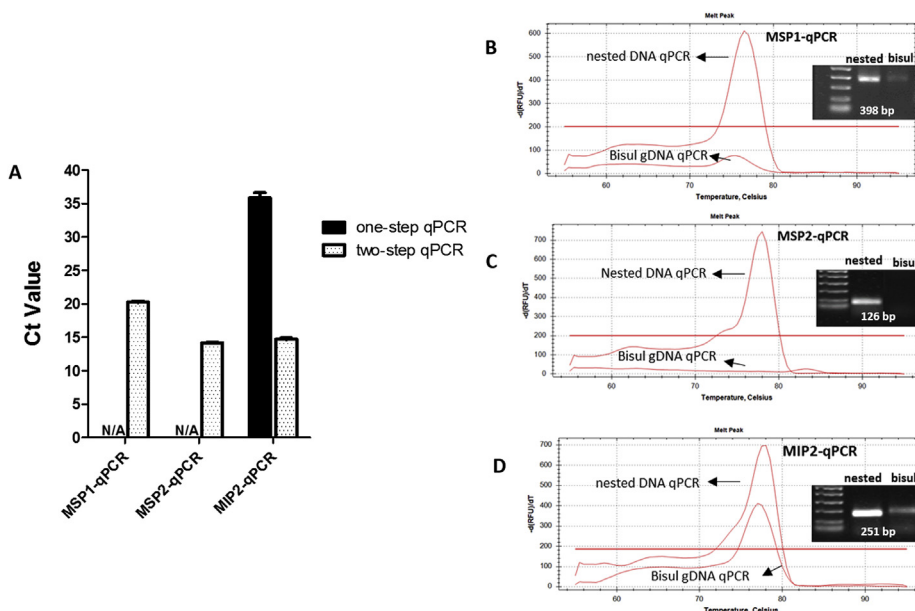 A
Ct Value
40
35
30
25
20
15
10
5
0
N/A
N/A
MSP1-qPCR
MSP2-qPCR
MIP2-qPCR
one-step qPCR
two-step qPCR
B
Melt Peak
MSP1-qPCR
nested DNA qPCR
Bisul gDNA qPCR
nested bisul
398 bp
-d(RFU)/dT
600
500
400
300
200
100
0
60 70 80 90
Temperature, Celsius
C
Melt Peak
MSP2-qPCR
Nested DNA qPCR
Bisul gDNA qPCR
nested bisul
126 bp
-d(RFU)/dT
700
600
500
400
300
200
100
0
60 70 80 90
Temperature, Celsius
D
Melt Peak
MIP2-qPCR
nested DNA qPCR
Bisul gDNA qPCR
nested bisul
251 bp
-d(RFU)/dT
700
600
500
400
300
200
100
0
60 70 80 90
Temperature, Celsius